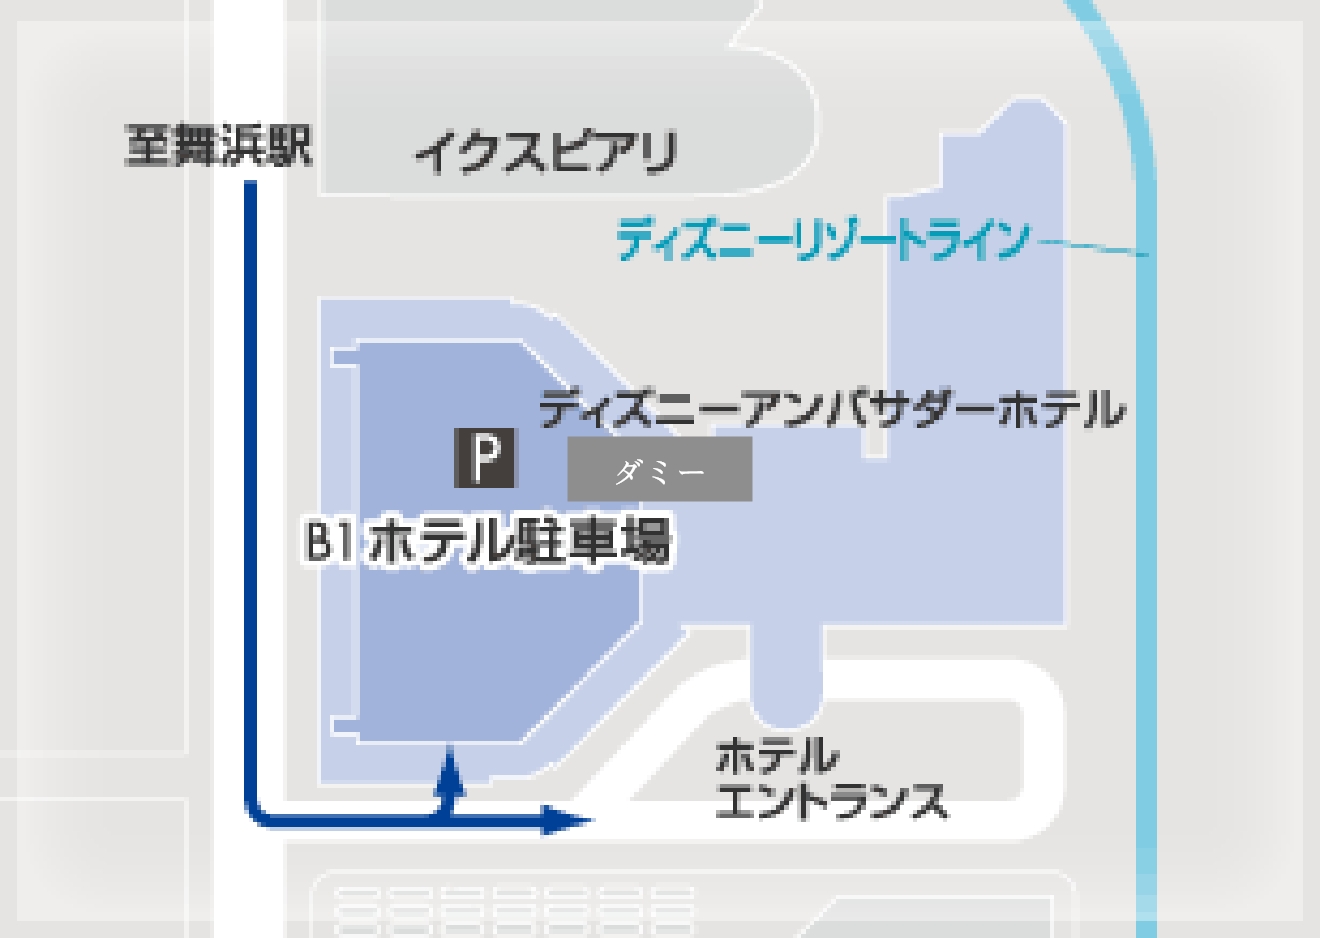 至舞浜駅
イクスピアリ
ディズニーリゾートライン
ディズニーアンバサダーホテル
P
ダミー
B1 ホテル駐車場
ホテル
エントランス